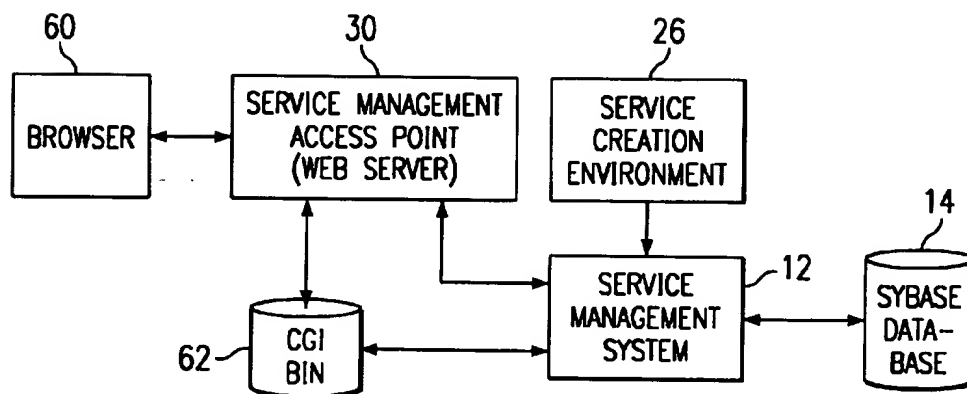 60
BROWSER
30
SERVICE MANAGEMENT
ACCESS POINT
(WEB SERVER)
26
SERVICE
CREATION
ENVIRONMENT
62
CGI
BIN
12
SERVICE
MANAGEMENT
SYSTEM
14
SYBASE
DATA-
BASE